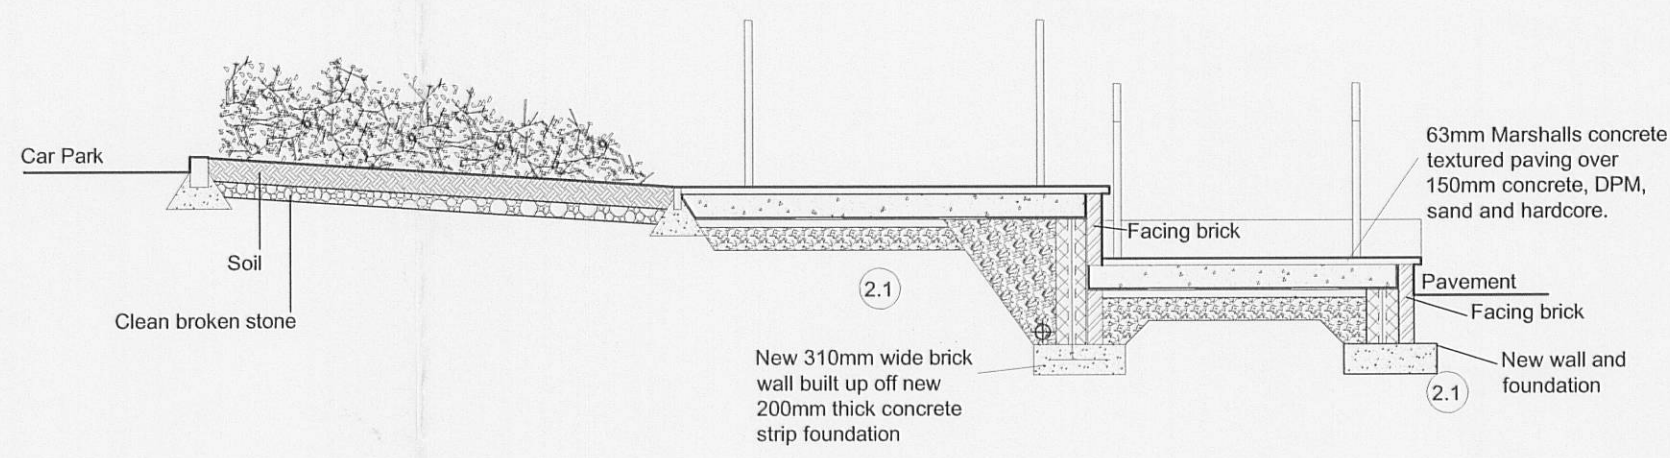 Car Park
Soil
Clean broken stone
2.1
New 310mm wide brick
wall built up off new
200mm thick concrete
strip foundation
Facing brick
63mm Marshalls concrete
textured paving over
150mm concrete, DPM,
sand and hardcore.
Pavement
Facing brick
New wall and
foundation
2.1